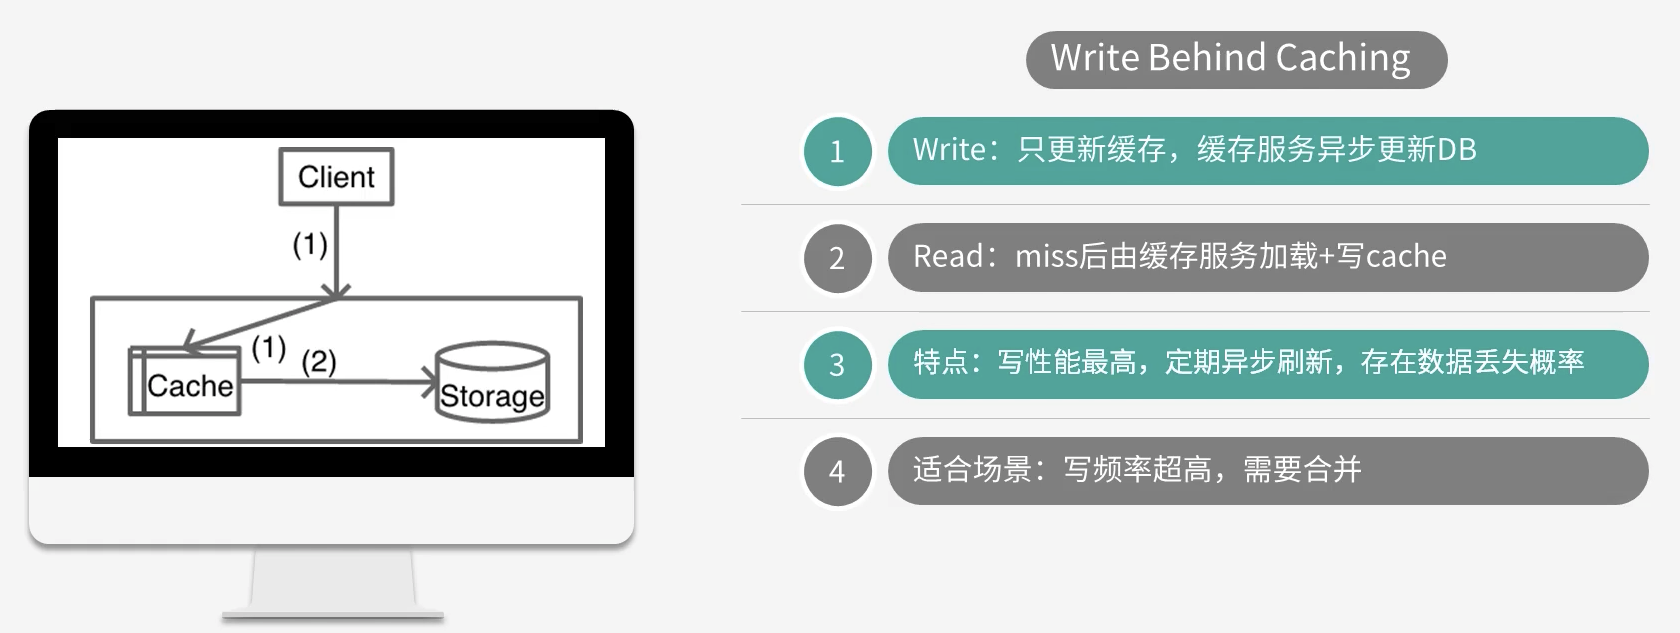 Write Behind Caching
Client
(1)
(1)
(2)
Cache
Storage
1
Write：只更新缓存，缓存服务异步更新DB
2
Read：miss后由缓存服务加载+写cache
3
特点：写性能最高，定期异步刷新，存在数据丢失概率
4
适合场景：写频率超高，需要合并